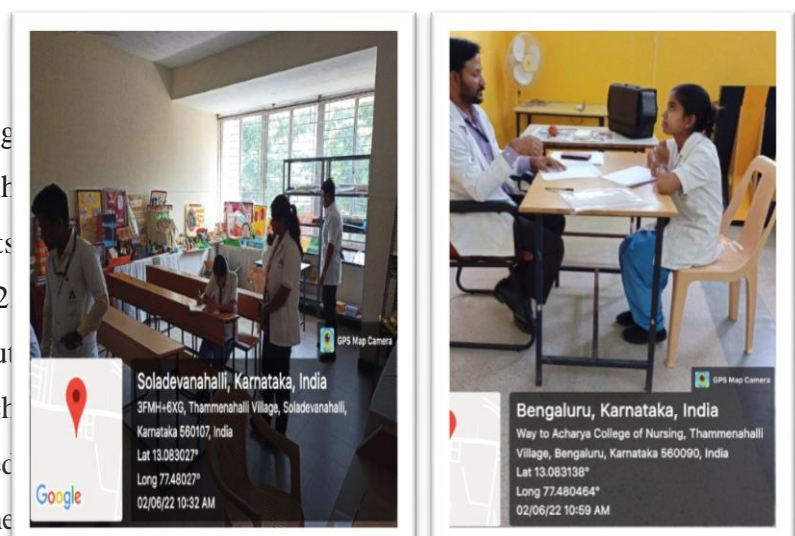 GPS Map Camera
Soladevanahalli, Karnataka, India
3FMH+6XG, Thammenahalli Village, Soladevanahalli,
Karnataka 560107, India
Lat 13.083027°
Long 77.48027°
02/06/22 10:32 AM
Google
GPS Map Camera
Bengaluru, Karnataka, India
Way to Acharya College of Nursing, Thammenahalli
Village, Bengaluru, Karnataka 560090, India
Lat 13.083138°
Long 77.480464°
02/06/22 10:59 AM